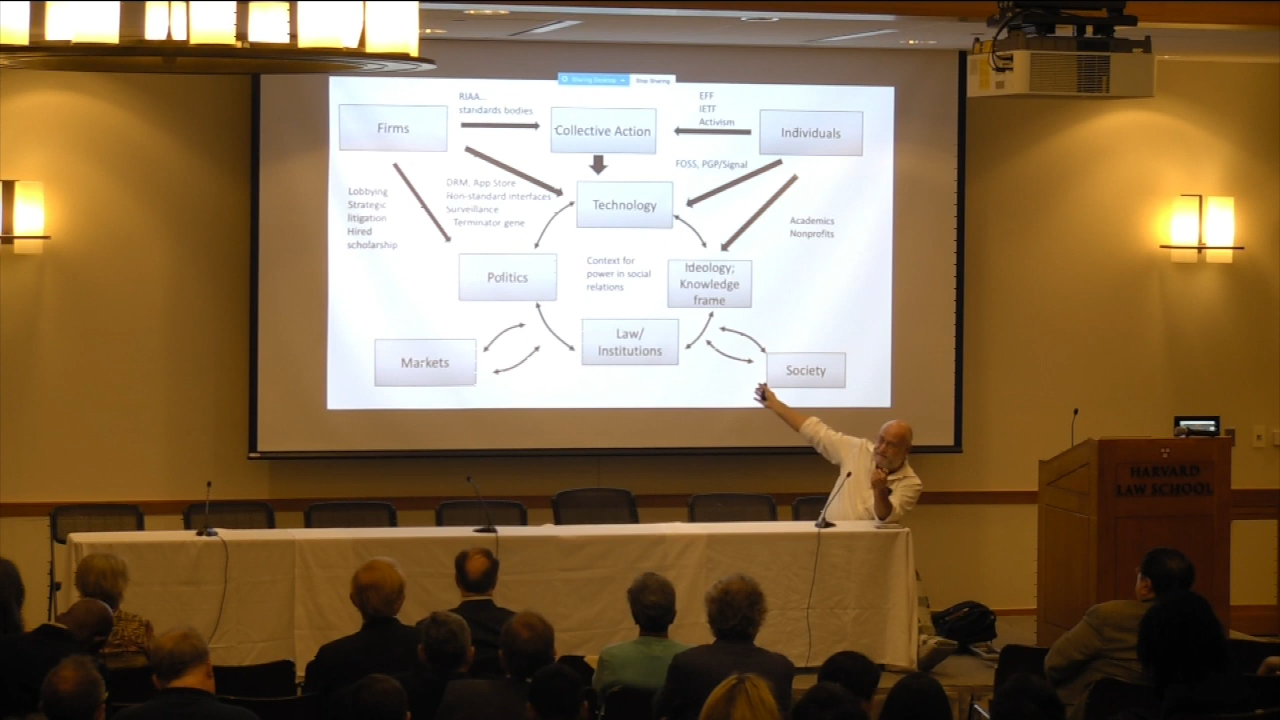 Sharing Desktop
Stop Sharing
RIAA...
standards bodies
EFF
IETF
Activism
Firms
Collective Action
Individuals
FOSS, PGP/Signal
DRM, App Store
Non-standard interfaces
Surveillance
Terminator gene
Lobbying
Strategic
litigation
Hired
scholarship
Technology
Academics
Nonprofits
Politics
Context for
power in social
relations
Ideology;
Knowledge
frame
Law/
Institutions
Markets
Society
HARVARD
LAW SCHOOL